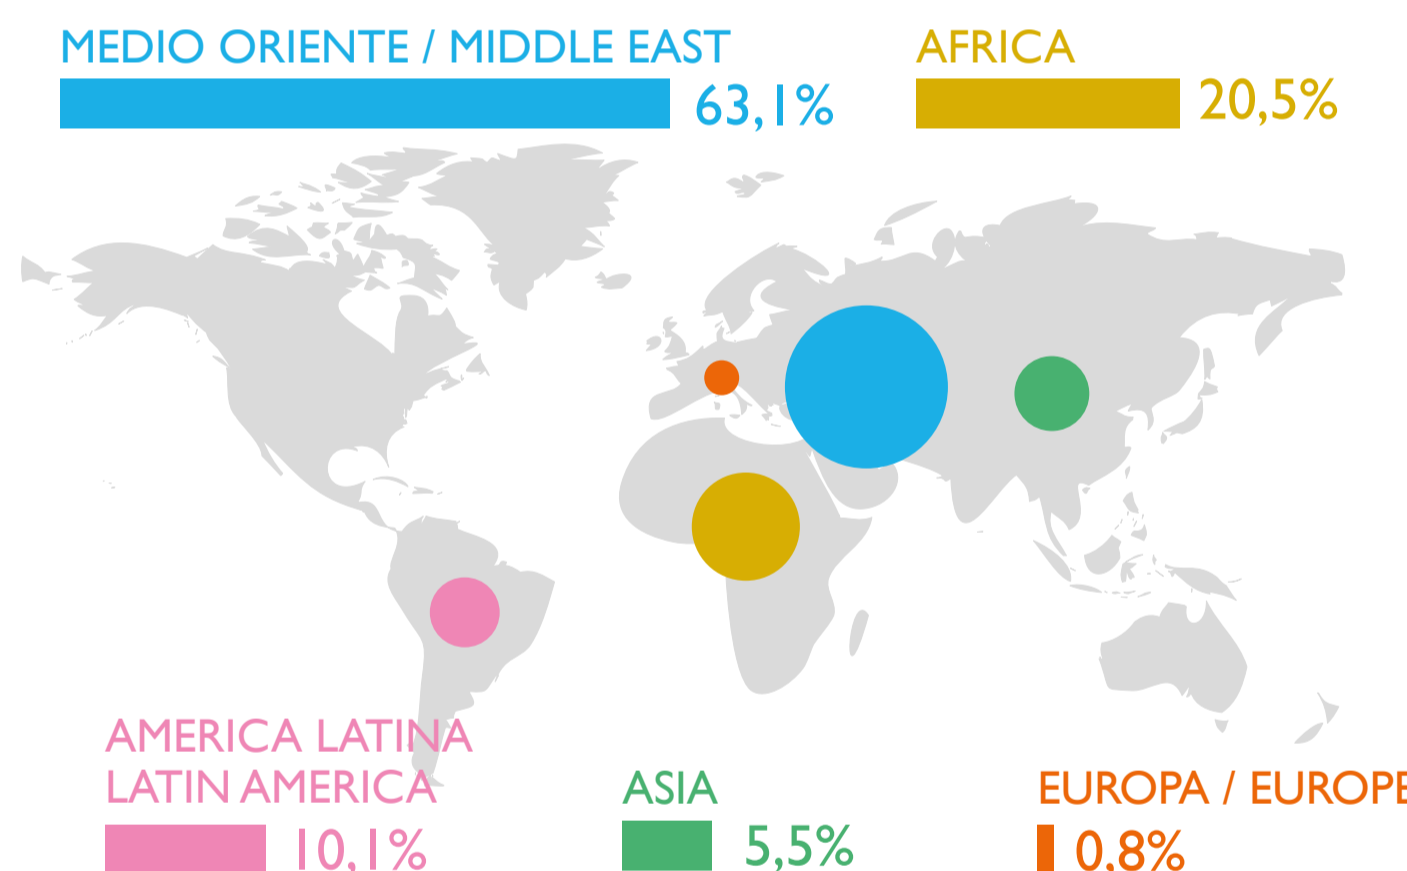 MEDIO ORIENTE / MIDDLE EAST
63,1%
AFRICA
20,5%
AMERICA LATINA
LATIN AMERICA
10,1%
ASIA
5,5%
EUROPA / EUROPE
0,8%